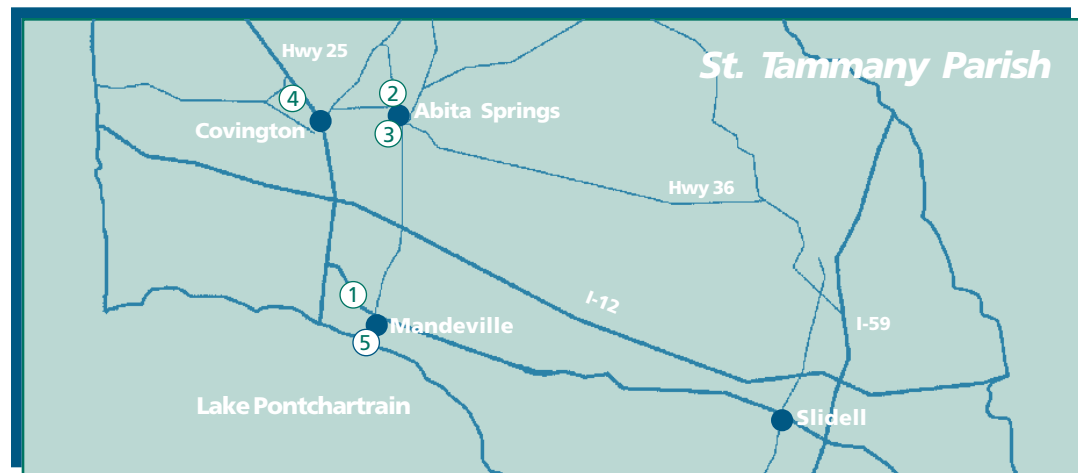 St. Tammany Parish
Hwy 25
2
4
Abita Springs
Covington
3
Hwy 36
1
I-12
Mandeville
I-59
5
Lake Pontchartrain
Slidell